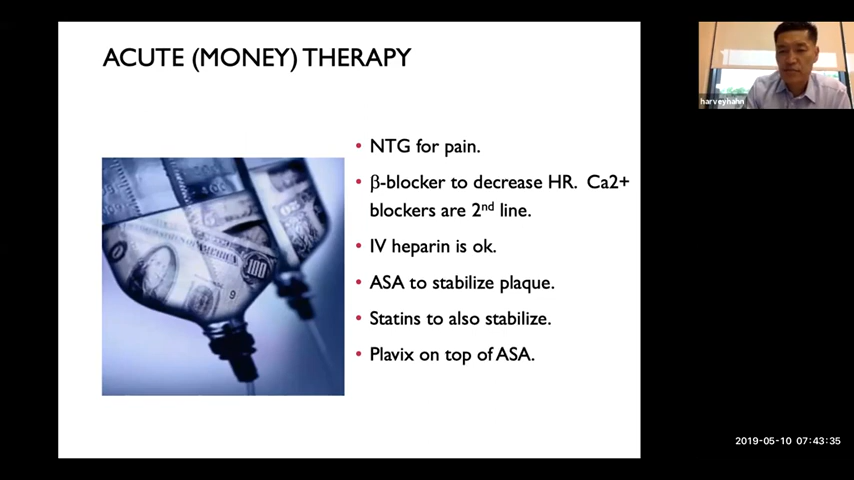 ACUTE (MONEY) THERAPY
harveyhahn
• NTG for pain.
• β-blocker to decrease HR. Ca2+
blockers are 2nd line.
• IV heparin is ok.
• ASA to stabilize plaque.
• Statins to also stabilize.
• Plavix on top of ASA.
100
2019-05-10 07:43:35